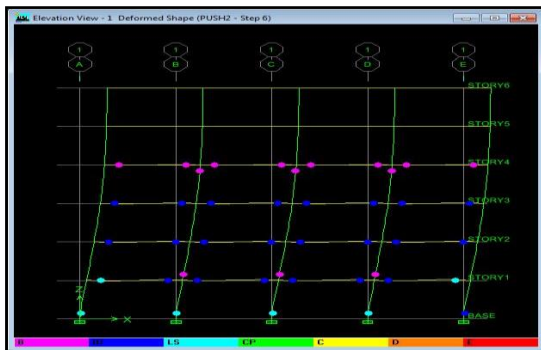 Elevation View - 1 Deformed Shape (PUSH2 - Step 6)
1 1 1 1 1
A B C D E
STORY6
STORY5
STORY4
STORY3
STORY2
STORY1
Z
X
BASE
B IO LS CP C D E